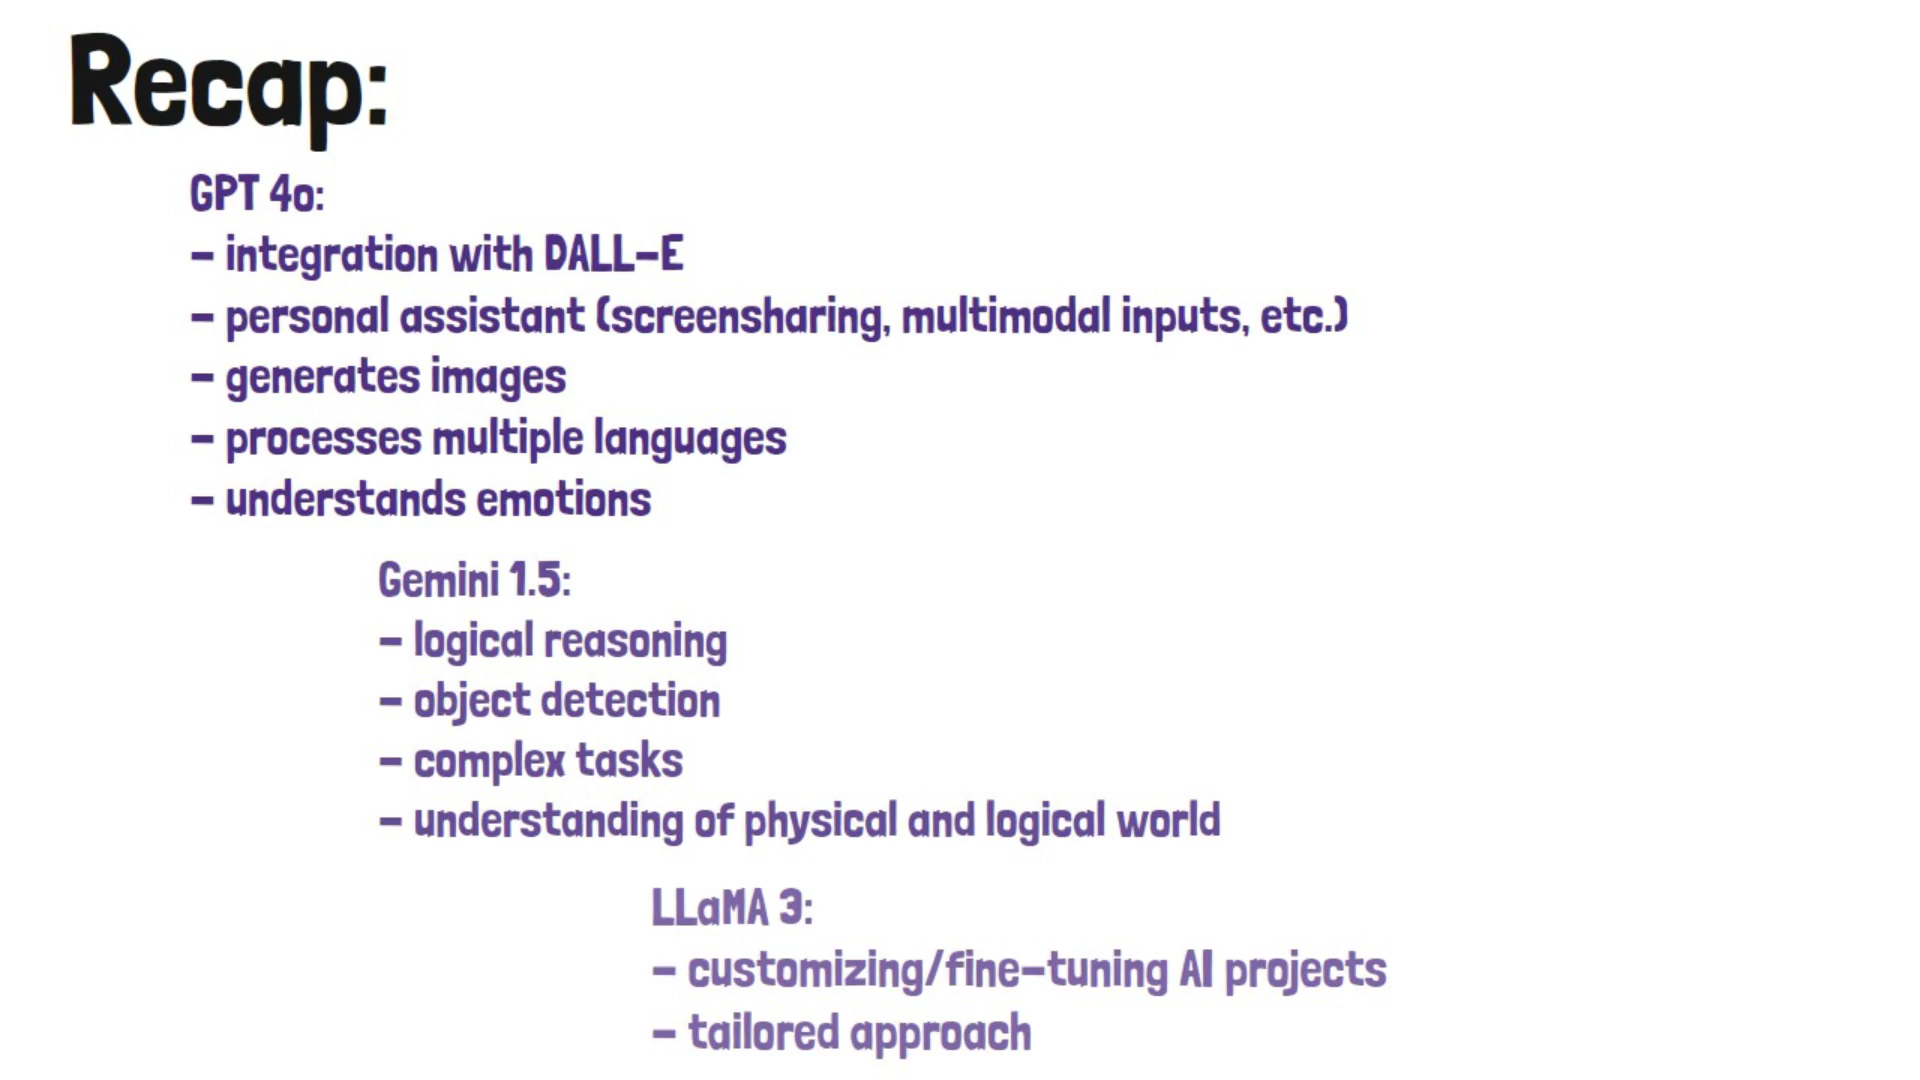 Recap:
GPT 4o:
- integration with DALL-E
- personal assistant (screensharing, multimodal inputs, etc.)
- generates images
- processes multiple languages
- understands emotions
Gemini 1.5:
- logical reasoning
- object detection
- complex tasks
- understanding of physical and logical world
LLaMA 3:
- customizing/fine-tuning AI projects
- tailored approach